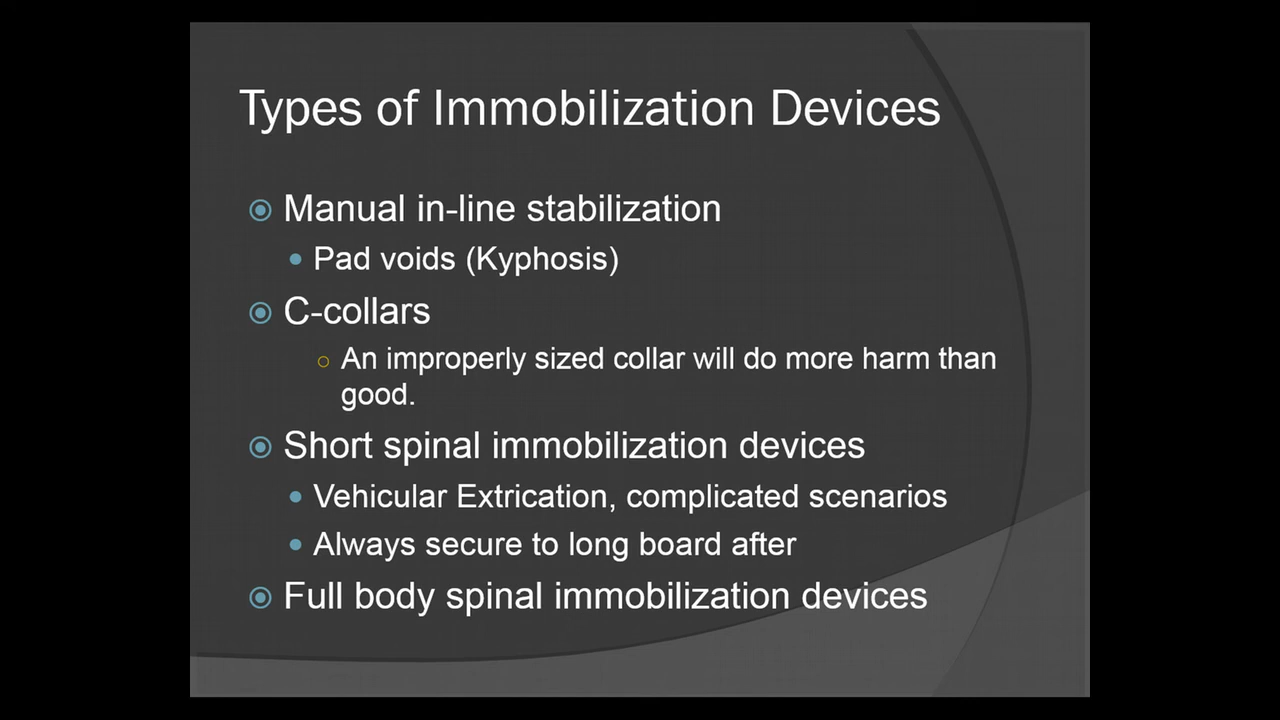 Types of Immobilization Devices
Manual in-line stabilization
Pad voids (Kyphosis)
C-collars
An improperly sized collar will do more harm than
good.
Short spinal immobilization devices
Vehicular Extrication, complicated scenarios
Always secure to long board after
Full body spinal immobilization devices